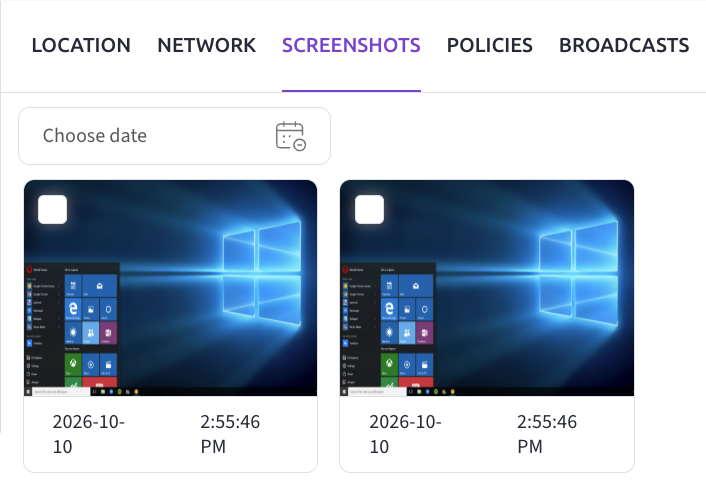 LOCATION NETWORK SCREENSHOTS POLICIES BROADCASTS
Choose date
2026-10-10 2:55:46 PM
2026-10-10 2:55:46 PM